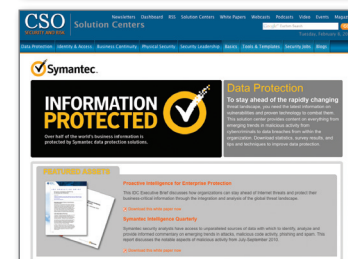 Newsletters Dashboard RSS Solution Centers White Papers Webcasts Podcasts Video Events Magazine
CSO Solution Centers
SECURITY AND RISK
Tuesday, February 8,
Data Protection Identity & Access Business Continuity Physical Security Security Leadership Basics Tools & Templates Security Jobs Blogs
Symantec.
INFORMATION
PROTECTED
Over half of the world's business information is
protected by Symantec data protection solutions.
Data Protection
To stay ahead of the rapidly changing
threat landscape, you need the latest information on
vulnerabilities and proven technology to combat them.
This solution center provides content on everything from
emerging trends in malicious activity from
cybercriminals to data breaches from within the
organization. Download statistics, survey results, and
tips and techniques to improve data protection.
FEATURED ASSETS
Proactive Intelligence for Enterprise Protection
This IDC Executive Brief discusses how organizations can stay ahead of Internet threats and protect their
business-critical information through the integration and analysis of the global threat landscape.
Download the white paper now
Symantec Intelligence Quarterly
Symantec security analysts have access to unparalleled sources of data with which to identify, analyze and
provide informed commentary on emerging trends in attacks, malicious code activity, phishing and spam. This
report discusses the notable aspects of malicious activity from July-September 2010.
Download the white paper now